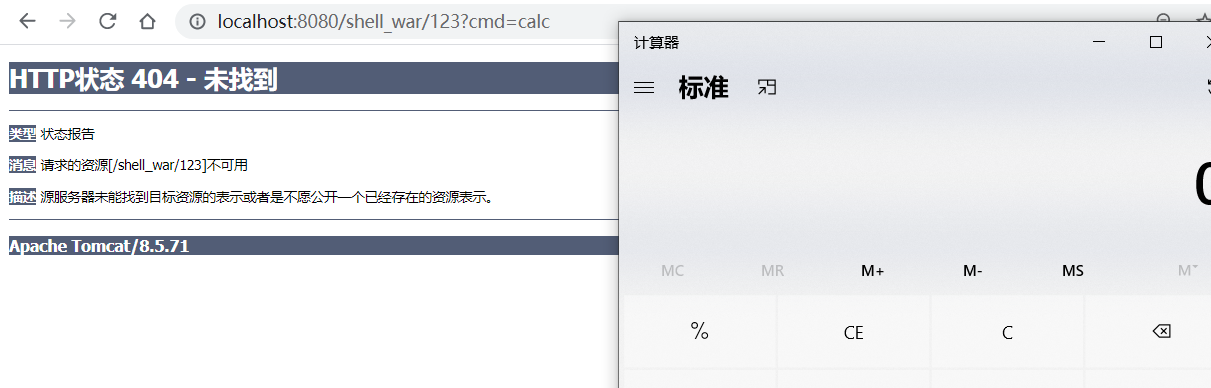 localhost:8080/shell_war/123?cmd=calc
HTTP状态 404 - 未找到
类型 状态报告
消息 请求的资源[/shell_war/123]不可用
描述 源服务器未能找到目标资源的表示或者是不愿公开一个已经存在的资源表示。
Apache Tomcat/8.5.71
计算器
标准
0
MC MR M+ M- MS M˅
% CE C